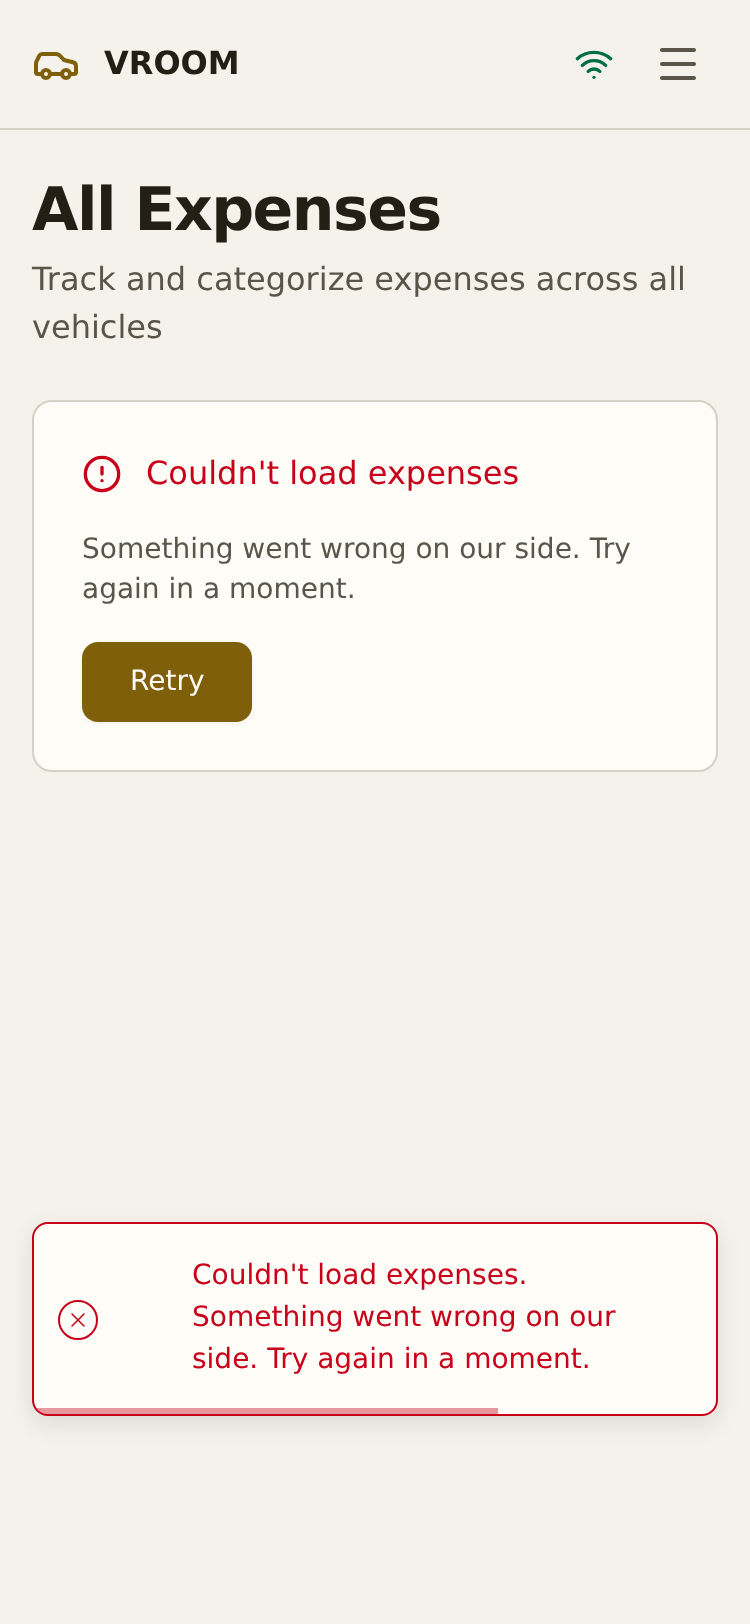 VROOM
All Expenses
Track and categorize expenses across all
vehicles
Couldn't load expenses
Something went wrong on our side. Try
again in a moment.
Retry
Couldn't load expenses.
Something went wrong on our
side. Try again in a moment.